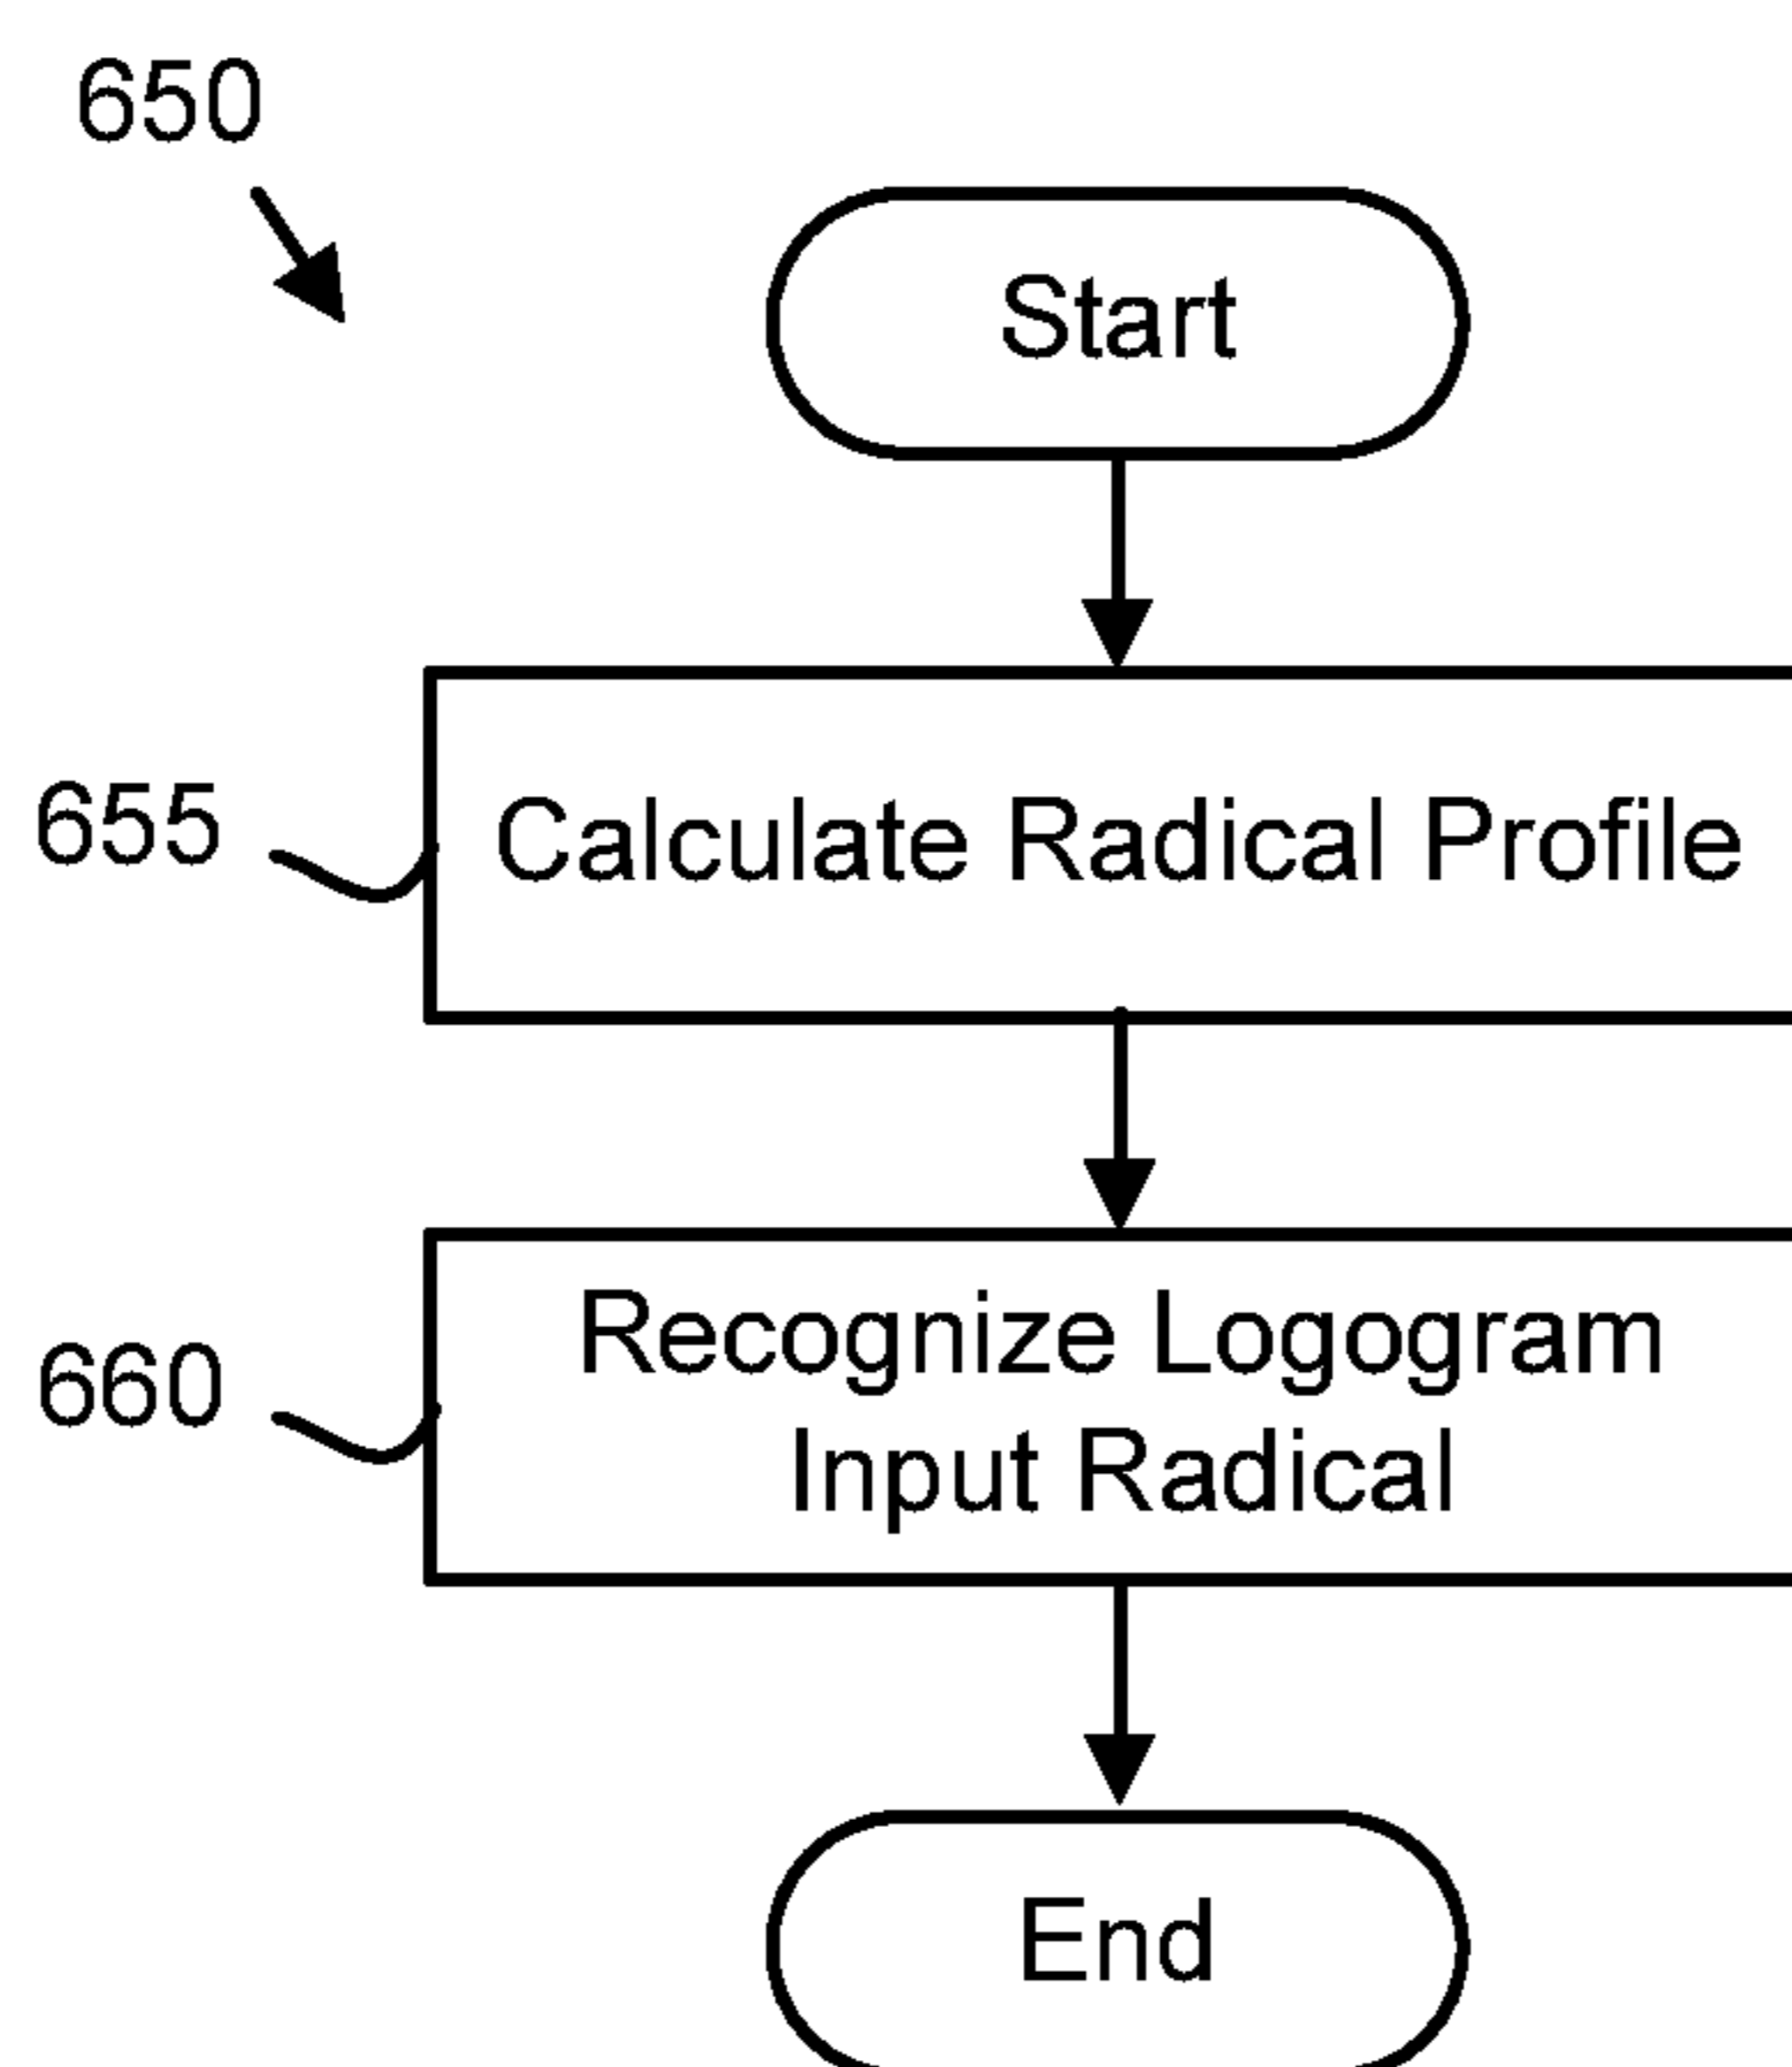 650
Start
655
Calculate Radical Profile
660
Recognize Logogram
Input Radical
End